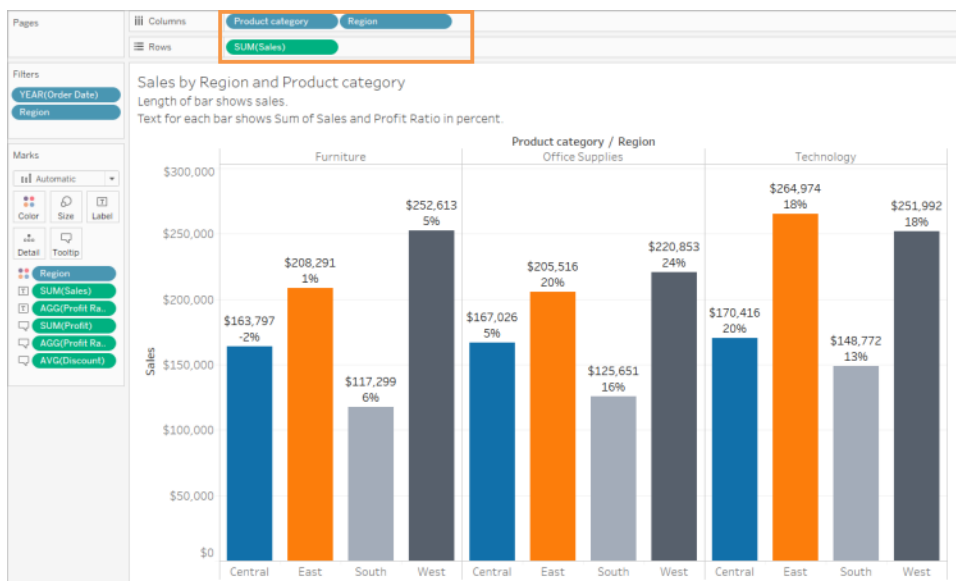 Pages
Columns
Product category
Region
Rows
SUM(Sales)
Filters
YEAR(Order Date)
Region
Marks
Automatic
Color
Size
Label
Detail
Tooltip
Region
SUM(Sales)
AGG(Profit Ra..
SUM(Profit)
AGG(Profit Ra..
AVG(Discount)
Sales by Region and Product category
Length of bar shows sales.
Text for each bar shows Sum of Sales and Profit Ratio in percent.
Product category / Region
Furniture
Office Supplies
Technology
Sales
$300,000
$250,000
$200,000
$150,000
$100,000
$50,000
$0
$163,797
-2%
$208,291
1%
$117,299
6%
$252,613
5%
$167,026
5%
$205,516
20%
$125,651
16%
$220,853
24%
$170,416
20%
$264,974
18%
$148,772
13%
$251,992
18%
Central
East
South
West
Central
East
South
West
Central
East
South
West